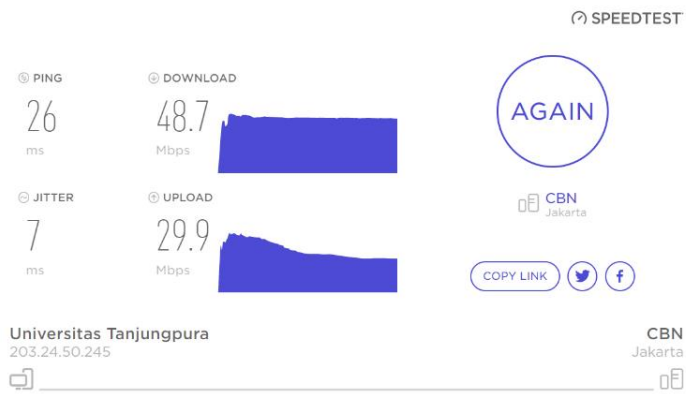 SPEEDTEST
PING
26
ms
DOWNLOAD
48.7
Mbps
AGAIN
JITTER
7
ms
UPLOAD
29.9
Mbps
CBN
Jakarta
COPY LINK
Universitas Tanjungpura
203.24.50.245
CBN
Jakarta